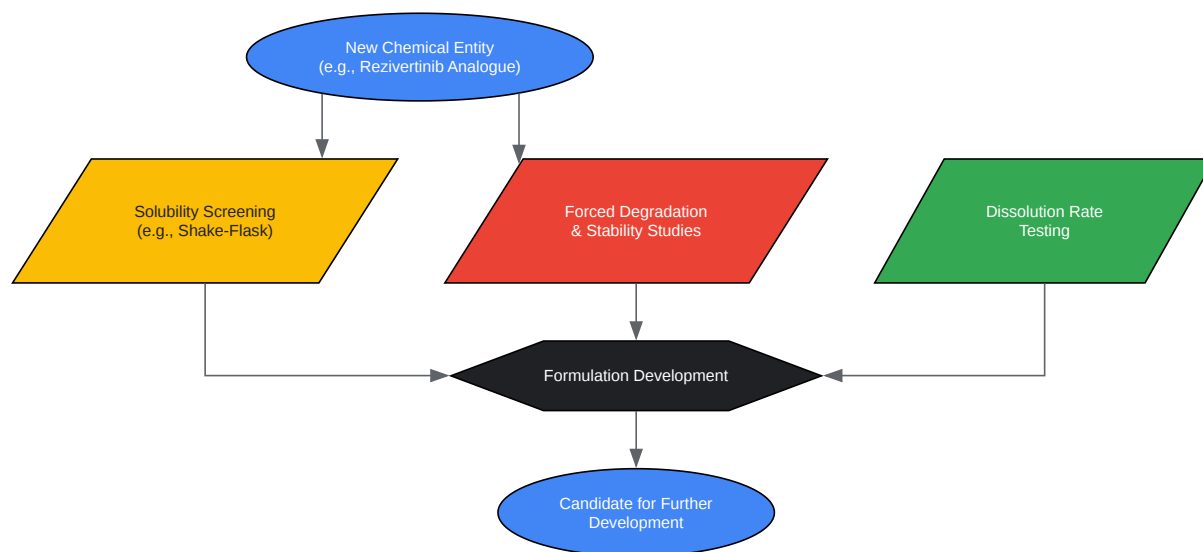 New Chemical Entity
(e.g., Rezivertinib Analogue)
Solubility Screening
(e.g., Shake-Flask)
Forced Degradation
& Stability Studies
Dissolution Rate
Testing
Formulation Development
Candidate for Further
Development